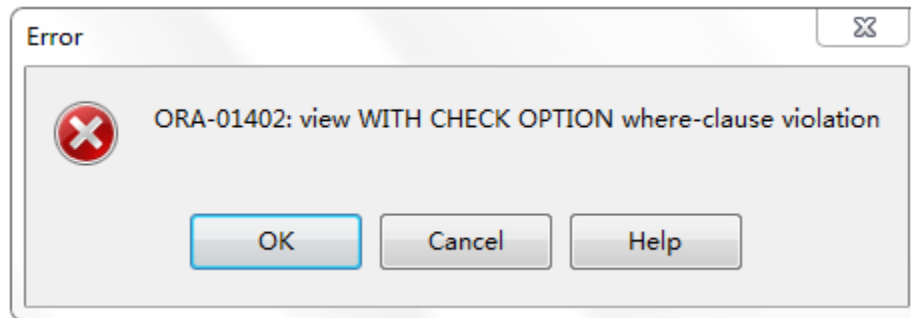 Error
ORA-01402: view WITH CHECK OPTION where-clause violation
OK
Cancel
Help